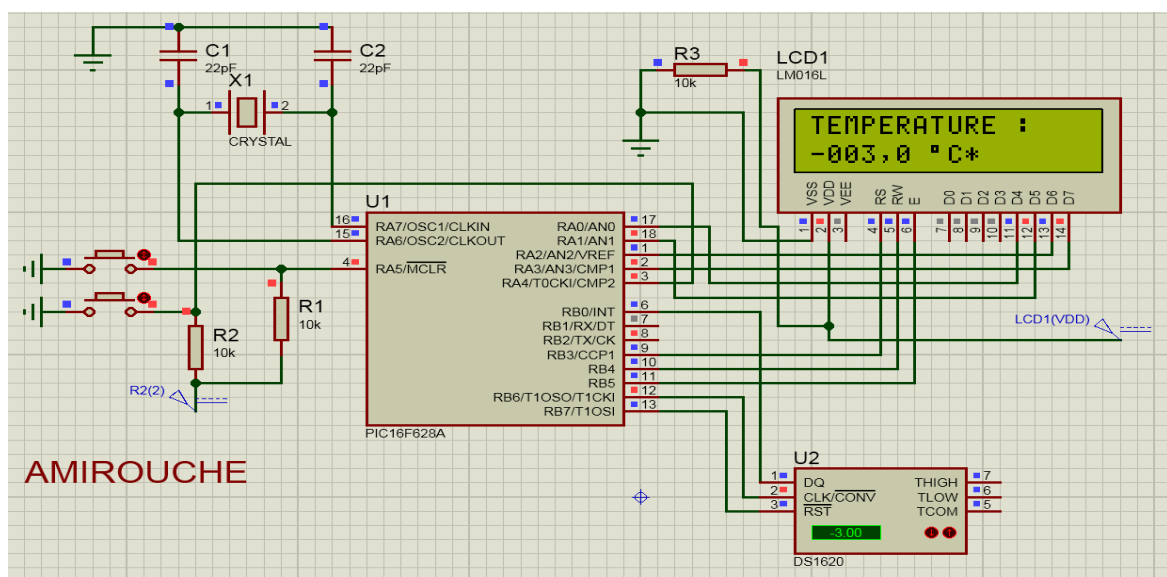 C1
22pF
C2
22pF
X1
1
2
CRYSTAL
R3
10k
LCD1
LM016L
TEMPERATURE :
-003,0 °C*
VSS
VDD
VEE
RS
RW
E
D0
D1
D2
D3
D4
D5
D6
D7
1
2
3
4
5
6
7
8
9
10
11
12
13
14
U1
16
RA7/OSC1/CLKIN
15
RA6/OSC2/CLKOUT
4
RA5/MCLR
RA0/AN0
17
RA1/AN1
18
RA2/AN2/VREF
1
RA3/AN3/CMP1
2
RA4/T0CKI/CMP2
3
RB0/INT
6
RB1/RX/DT
7
RB2/TX/CK
8
RB3/CCP1
9
RB4
10
RB5
11
RB6/T1OSO/T1CKI
12
RB7/T1OSI
13
PIC16F628A
R1
10k
R2
10k
R2(2)
LCD1(VDD)
AMIROUCHE
U2
1
DQ
2
CLK/CONV
3
RST
THIGH
7
TLOW
6
TCOM
5
-3.00
DS1620